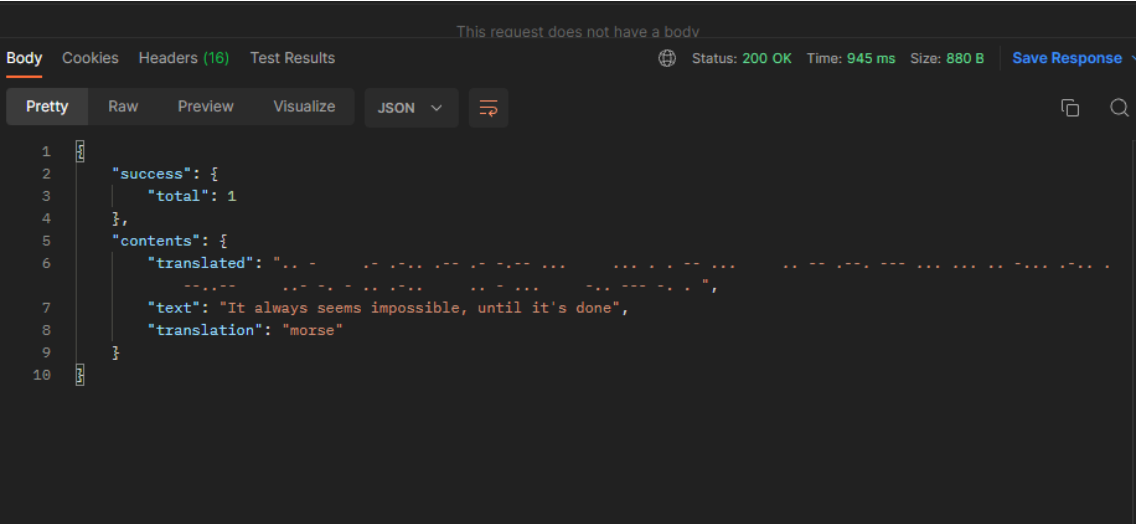 This request does not have a body
Body Cookies Headers (16) Test Results Status: 200 OK Time: 945 ms Size: 880 B Save Response
Pretty Raw Preview Visualize JSON
1 {
2 "success": {
3 "total": 1
4 },
5 "contents": {
6 "translated": ".. -     .- .-.. .-- .- -.-- ...     ... . . -- ...     .. -- .--. --- ... ... .. -... .-.. .
--..--     ..- -. - .. .-..     .. - ...     -.. --- -. . ",
7 "text": "It always seems impossible, until it's done",
8 "translation": "morse"
9 }
10 }